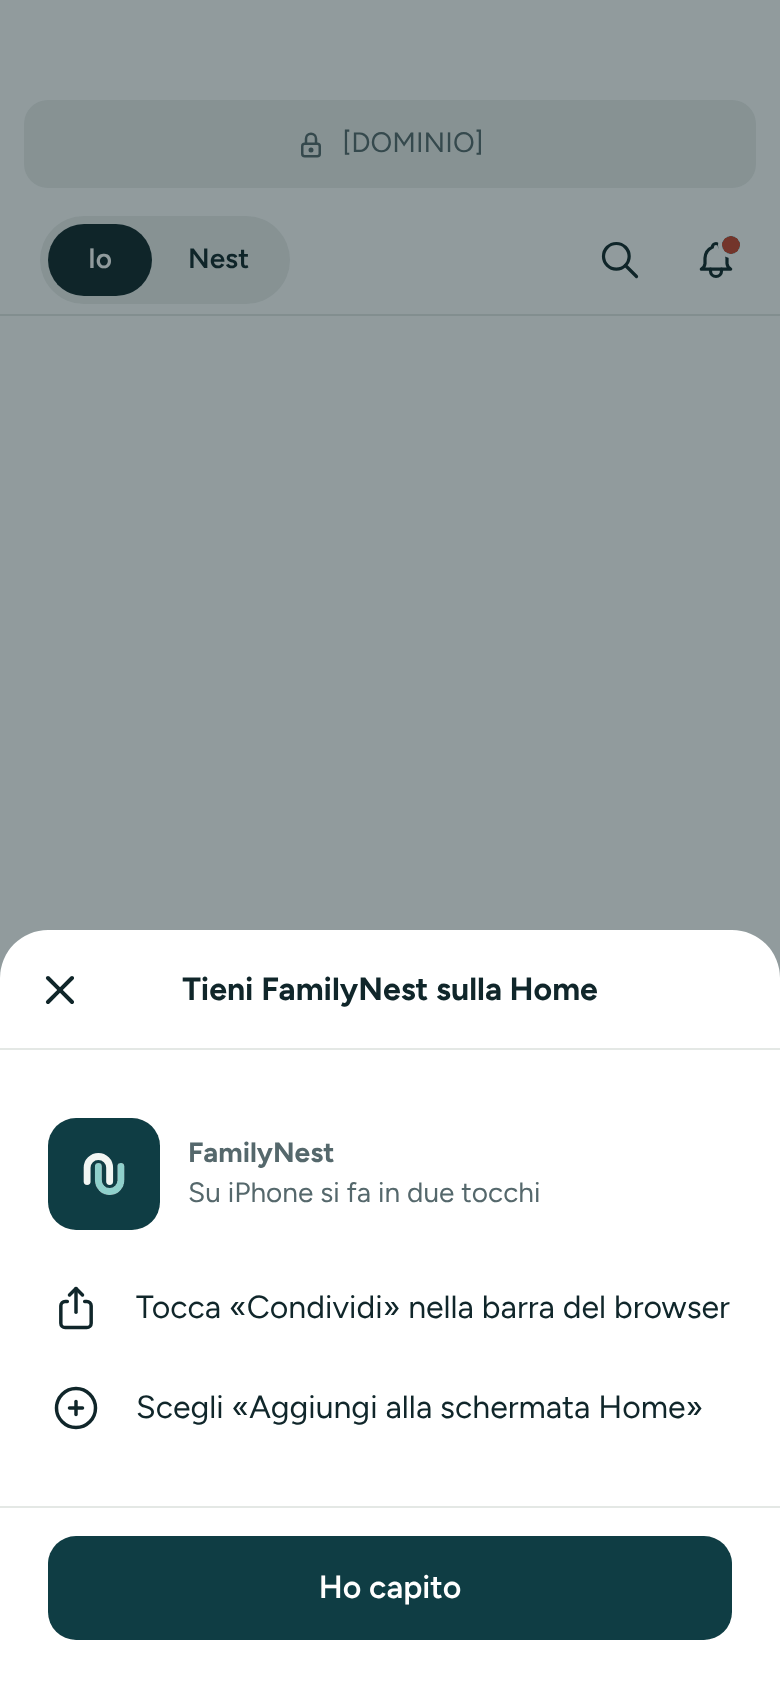 [DOMINIO]
Io
Nest
Tieni FamilyNest sulla Home
FamilyNest
Su iPhone si fa in due tocchi
Tocca «Condividi» nella barra del browser
Scegli «Aggiungi alla schermata Home»
Ho capito